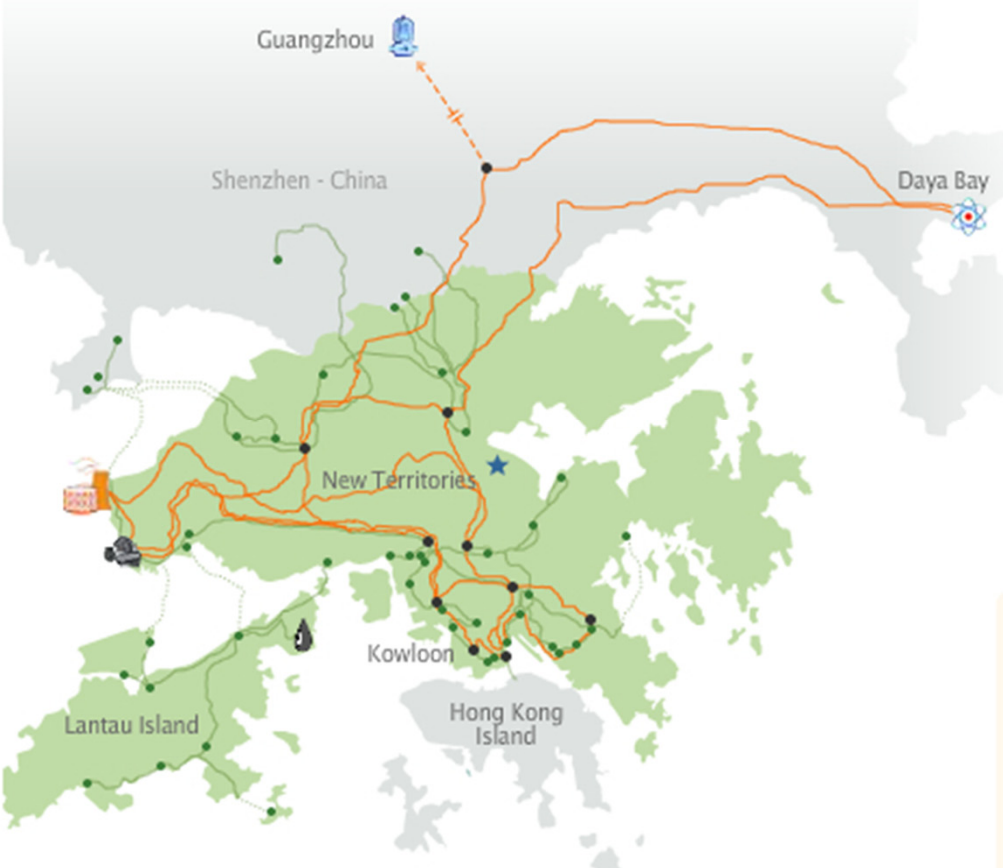 Guangzhou
Shenzhen - China
Daya Bay
New Territories
Kowloon
Lantau Island
Hong Kong
Island